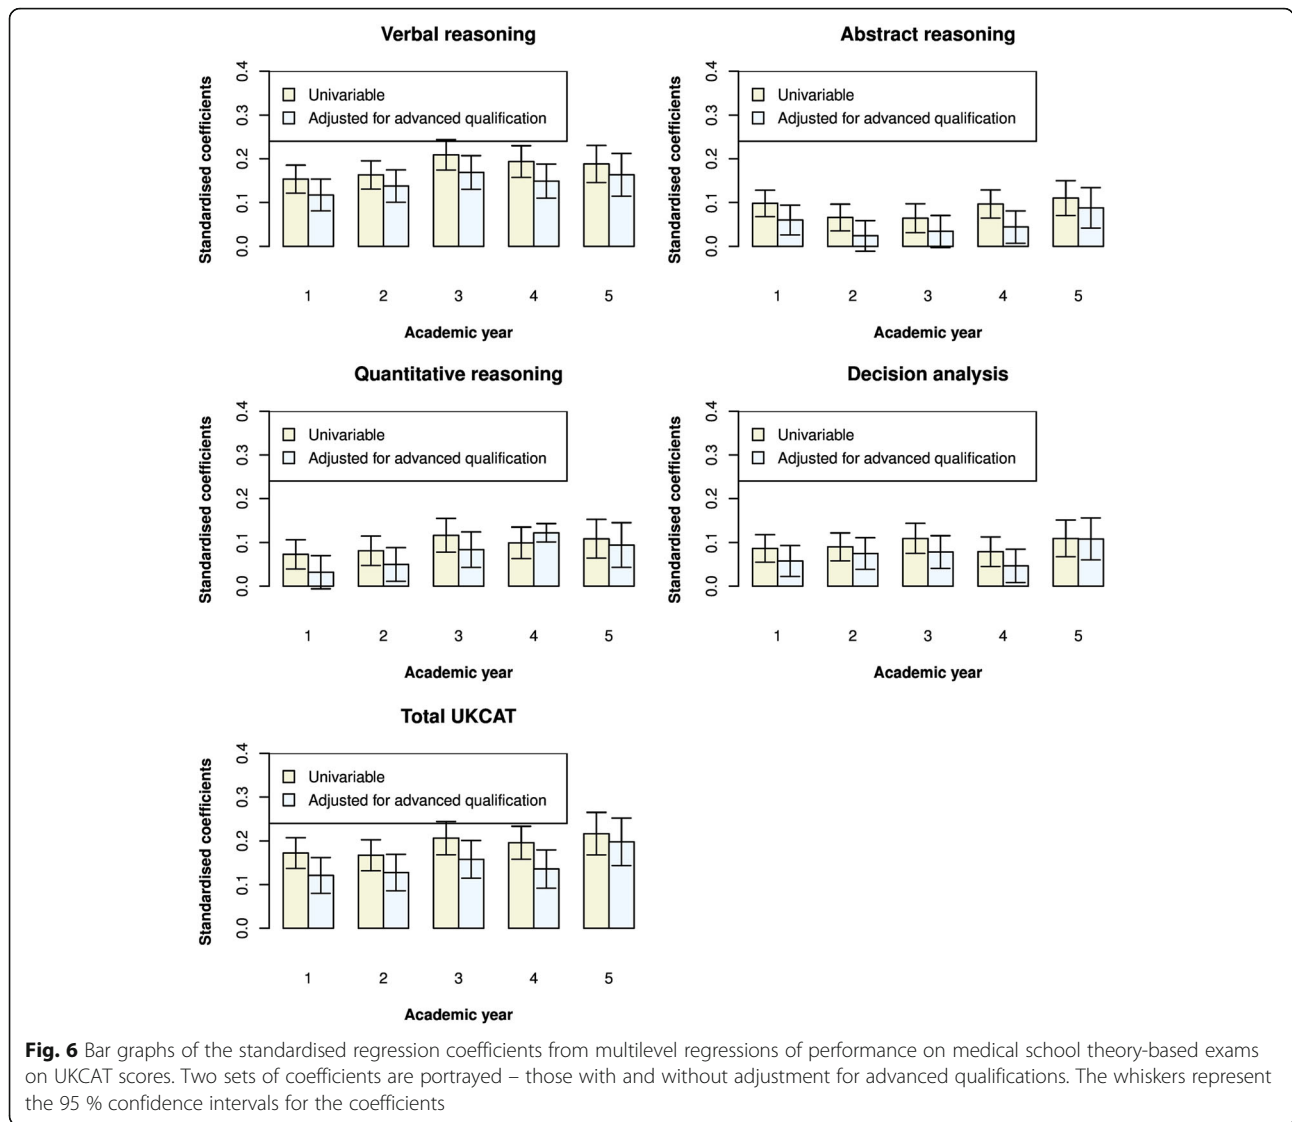 Verbal reasoning
Standardised coefficients
0.0 0.1 0.2 0.3 0.4
Univariable
Adjusted for advanced qualification
1 2 3 4 5
Academic year
Abstract reasoning
Standardised coefficients
0.0 0.1 0.2 0.3 0.4
Univariable
Adjusted for advanced qualification
1 2 3 4 5
Academic year
Quantitative reasoning
Standardised coefficients
0.0 0.1 0.2 0.3 0.4
Univariable
Adjusted for advanced qualification
1 2 3 4 5
Academic year
Decision analysis
Standardised coefficients
0.0 0.1 0.2 0.3 0.4
Univariable
Adjusted for advanced qualification
1 2 3 4 5
Academic year
Total UKCAT
Standardised coefficients
0.0 0.1 0.2 0.3 0.4
Univariable
Adjusted for advanced qualification
1 2 3 4 5
Academic year
Fig. 6 Bar graphs of the standardised regression coefficients from multilevel regressions of performance on medical school theory-based exams
on UKCAT scores. Two sets of coefficients are portrayed – those with and without adjustment for advanced qualifications. The whiskers represent
the 95 % confidence intervals for the coefficients